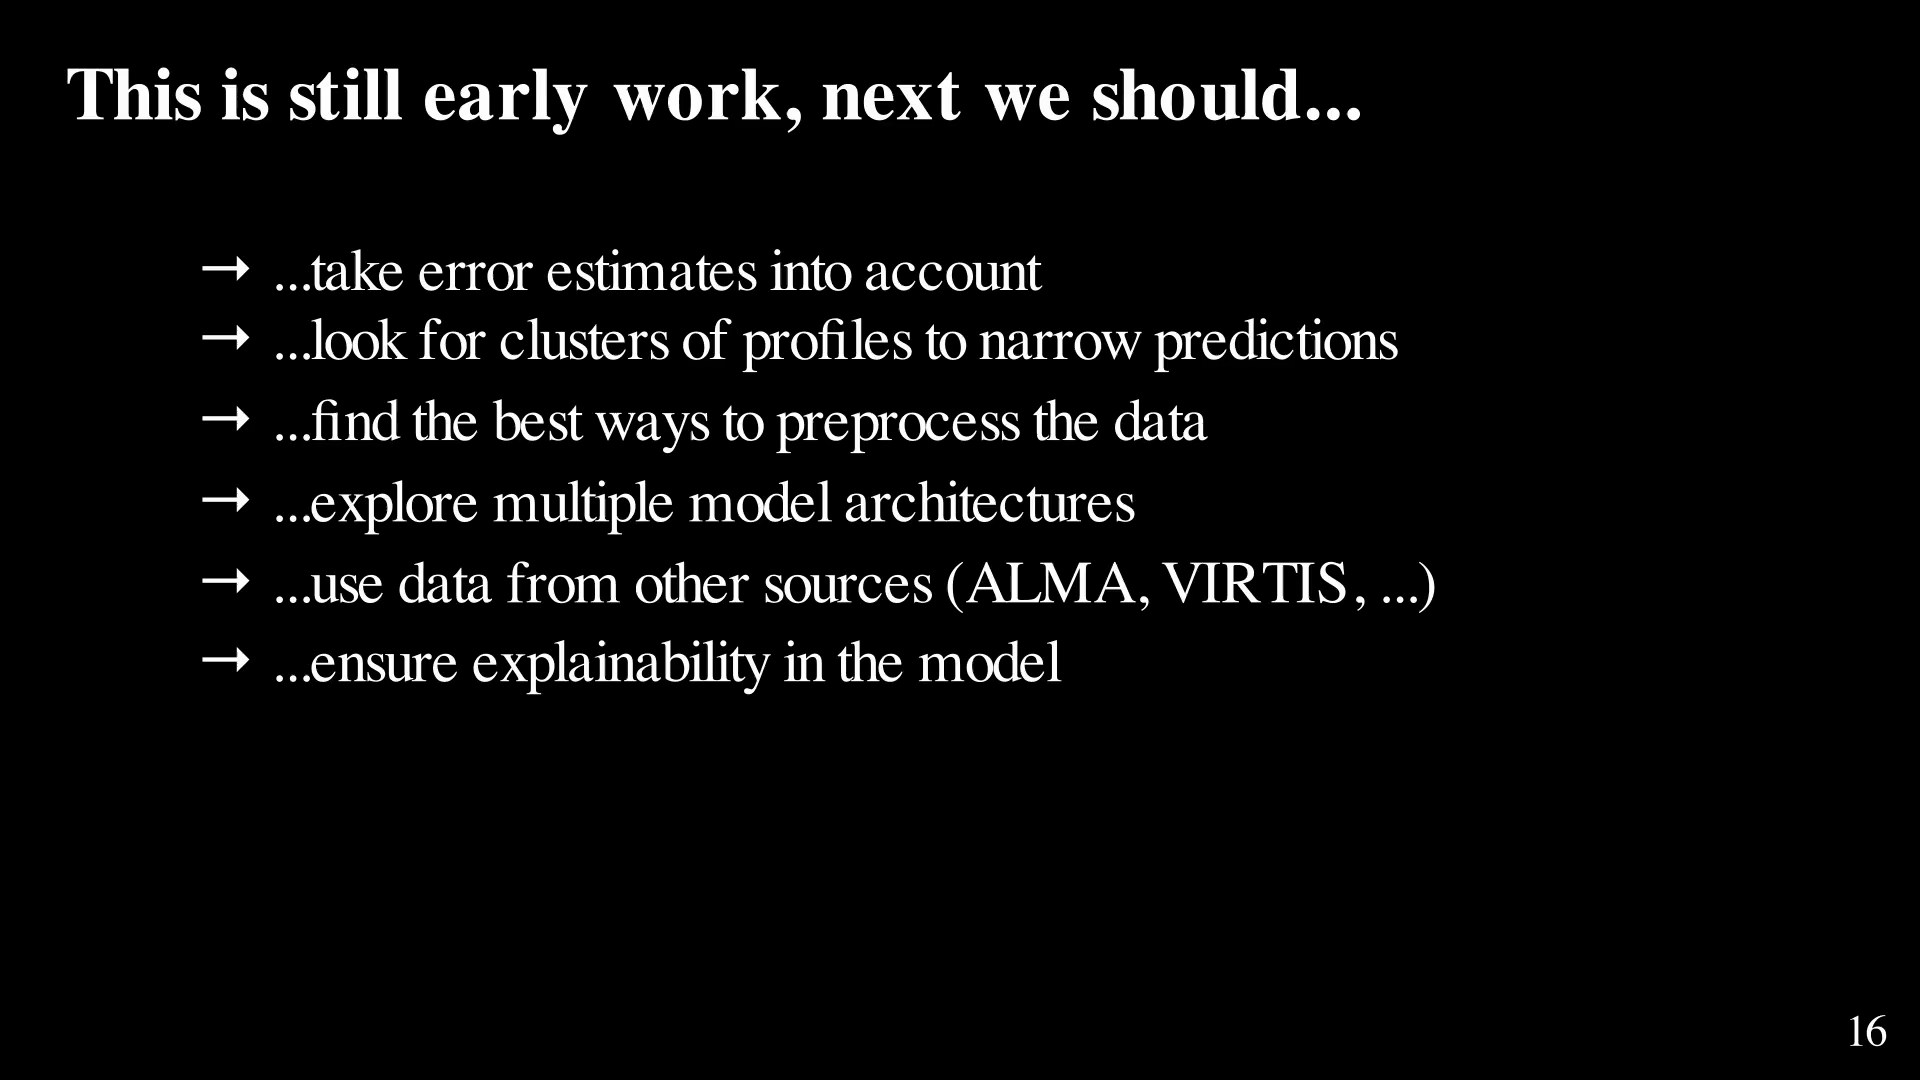 This is still early work, next we should...
→ ...take error estimates into account
→ ...look for clusters of profiles to narrow predictions
→ ...find the best ways to preprocess the data
→ ...explore multiple model architectures
→ ...use data from other sources (ALMA, VIRTIS, ...)
→ ...ensure explainability in the model
16